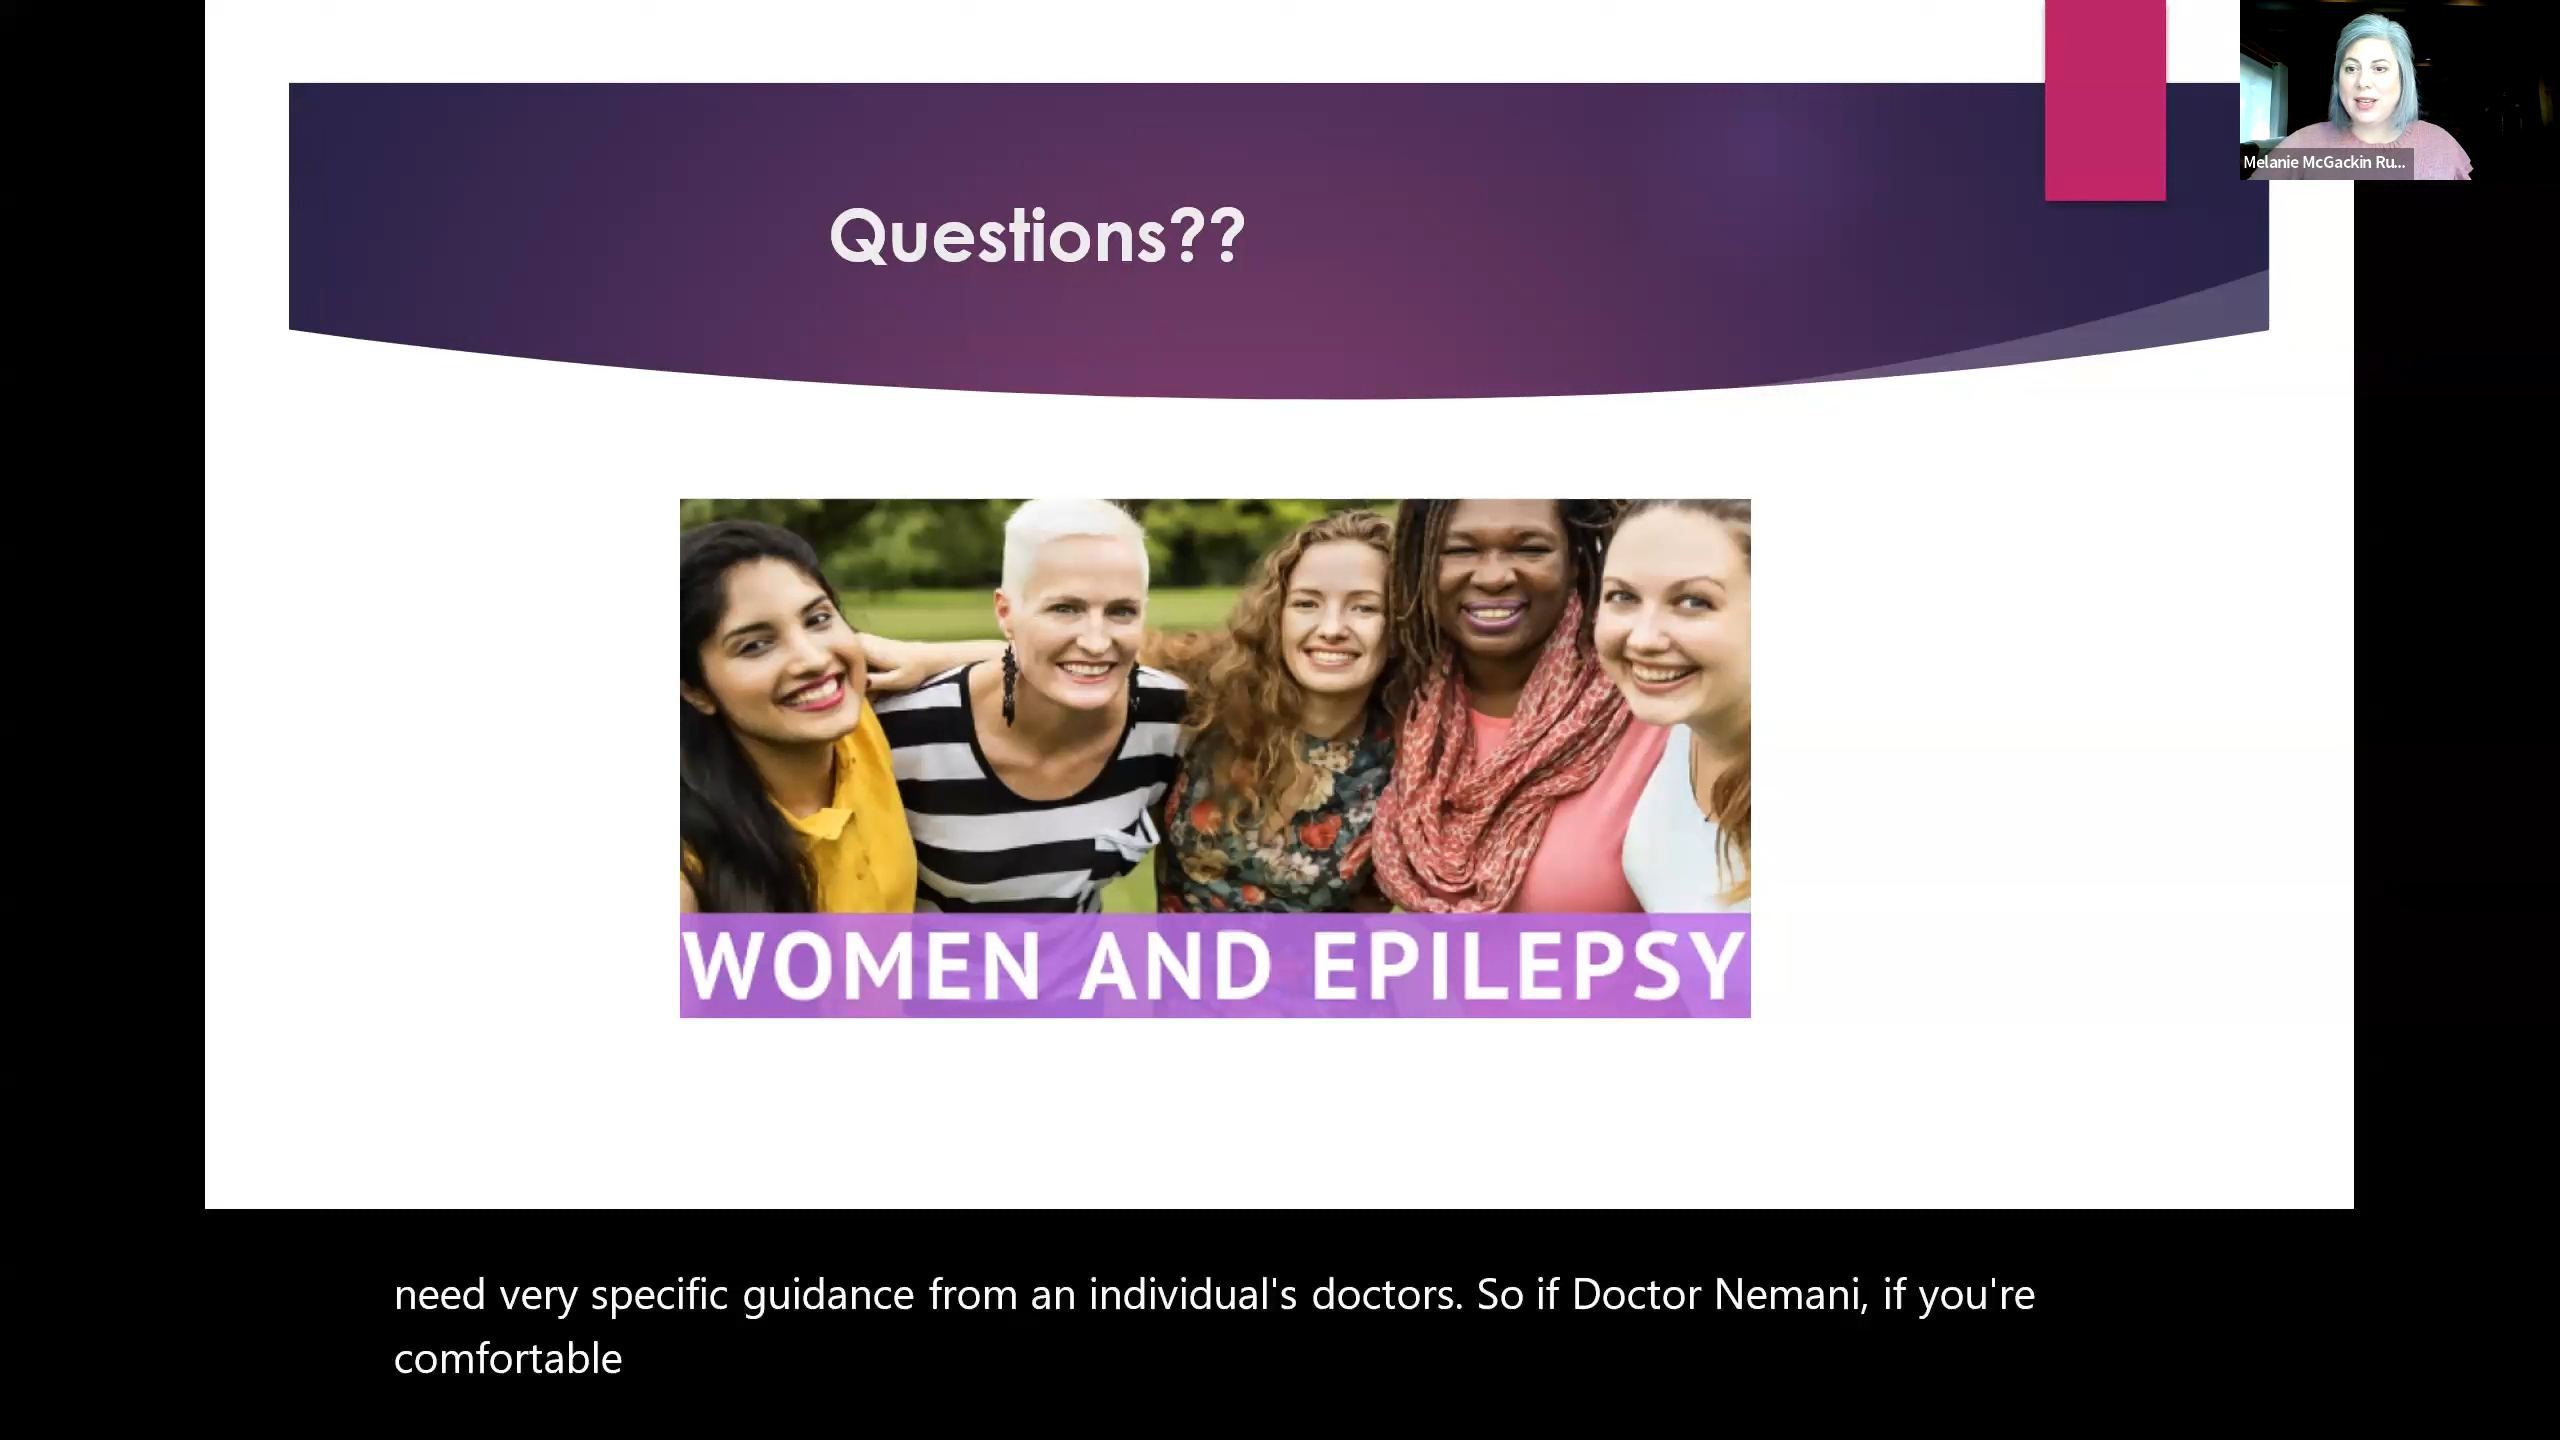 Melanie McGackin Ru...
Questions??
WOMEN AND EPILEPSY
need very specific guidance from an individual's doctors. So if Doctor Nemani, if you're
comfortable